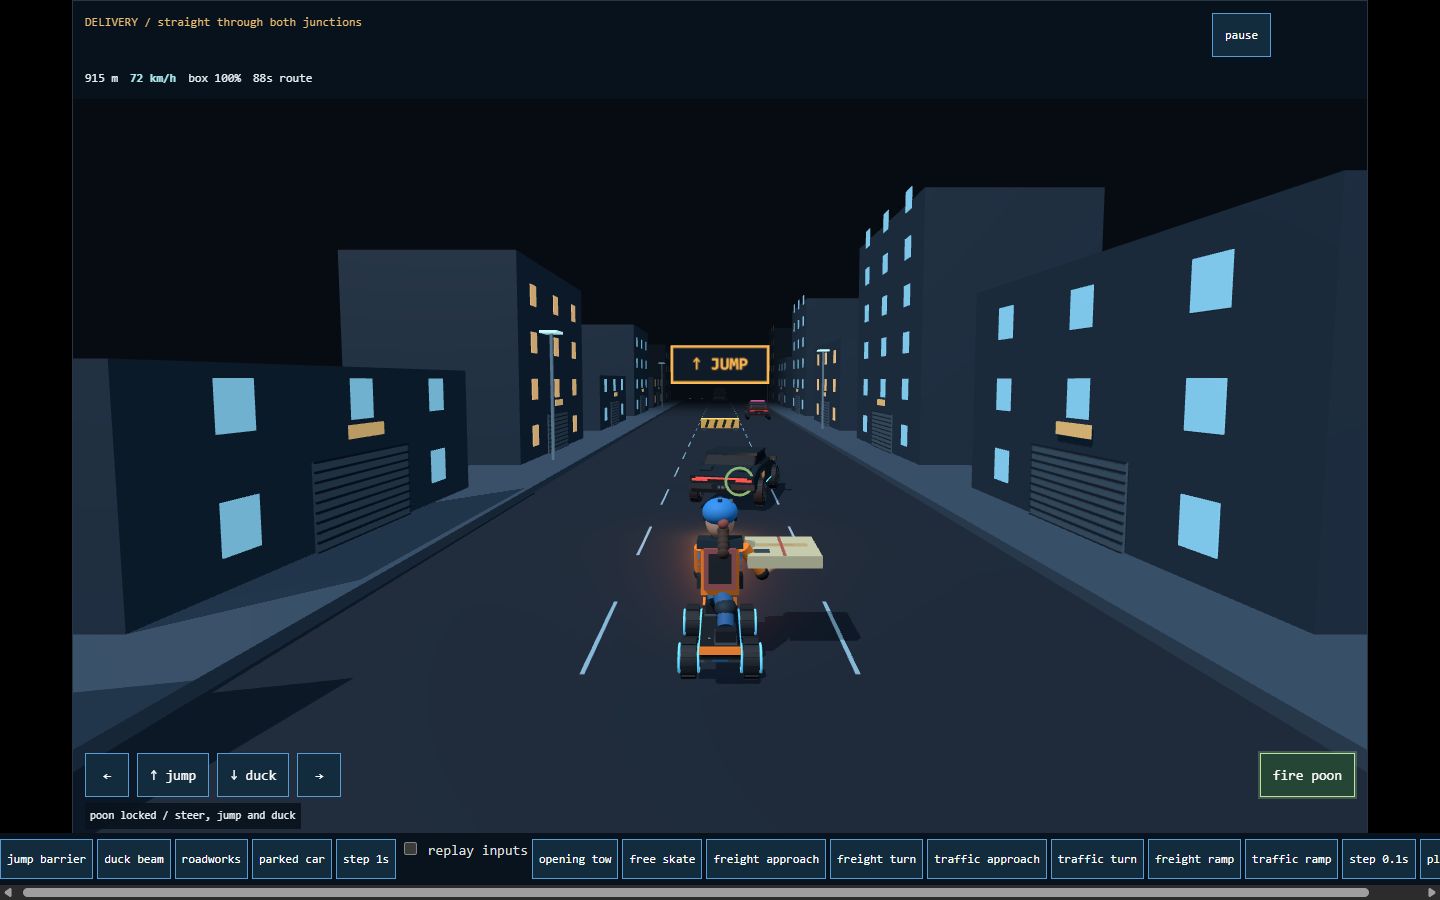 DELIVERY / straight through both junctions
pause
915 m 72 km/h box 100% 88s route
↑ JUMP
← ↑ jump ↓ duck →
fire poon
poon locked / steer, jump and duck
jump barrier duck beam roadworks parked car step 1s replay inputs opening tow free skate freight approach freight turn traffic approach traffic turn freight ramp traffic ramp step 0.1s pl